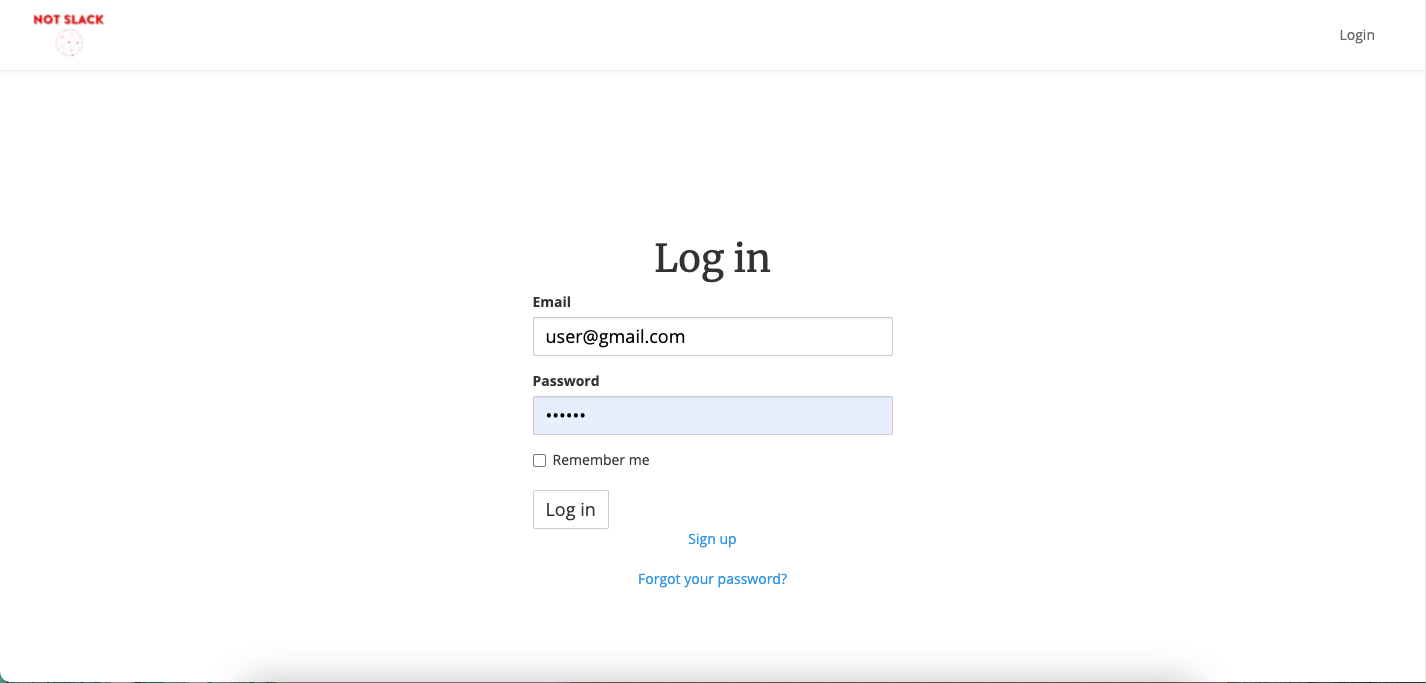 NOT SLACK
Login
Log in
Email
user@gmail.com
Password
••••••
Remember me
Log in
Sign up
Forgot your password?